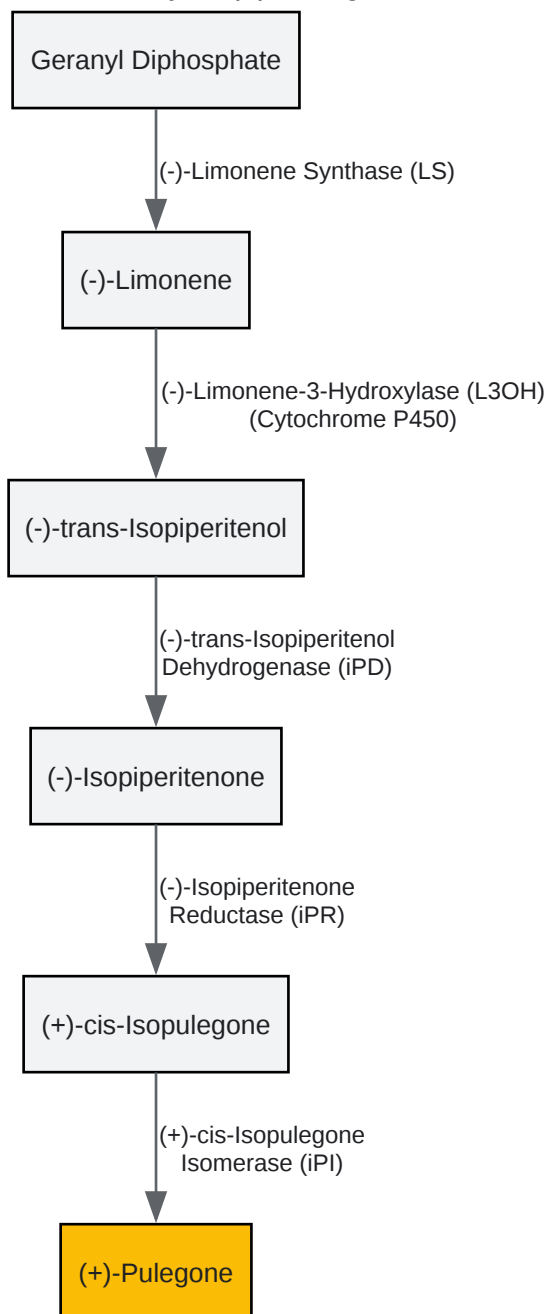 Geranyl Diphosphate
(-)-Limonene Synthase (LS)
(-)-Limonene
(-)-Limonene-3-Hydroxylase (L3OH)
(Cytochrome P450)
(-)-trans-Isopiperitenol
(-)-trans-Isopiperitenol
Dehydrogenase (iPD)
(-)-Isopiperitenone
(-)-Isopiperitenone
Reductase (iPR)
(+)-cis-Isopulegone
(+)-cis-Isopulegone
Isomerase (iPI)
(+)-Pulegone